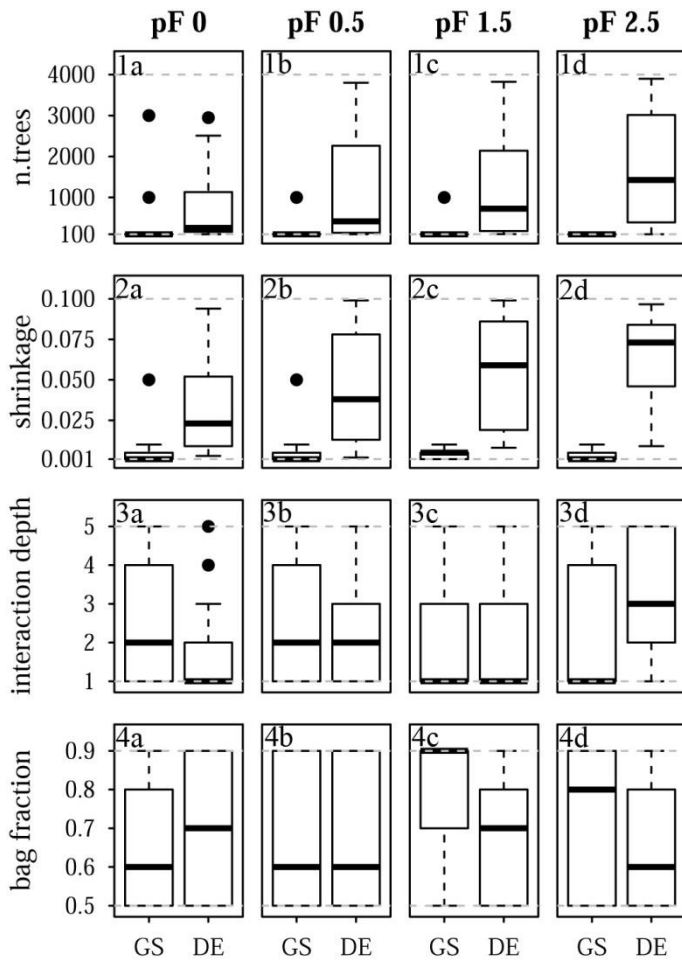 pF 0 pF 0.5 pF 1.5 pF 2.5
1a 1b 1c 1d
n.trees
4000
3000
2000
1000
100
2a 2b 2c 2d
shrinkage
0.100
0.075
0.050
0.025
0.001
3a 3b 3c 3d
interaction depth
5
4
3
2
1
4a 4b 4c 4d
bag fraction
0.9
0.8
0.7
0.6
0.5
GS DE GS DE GS DE GS DE